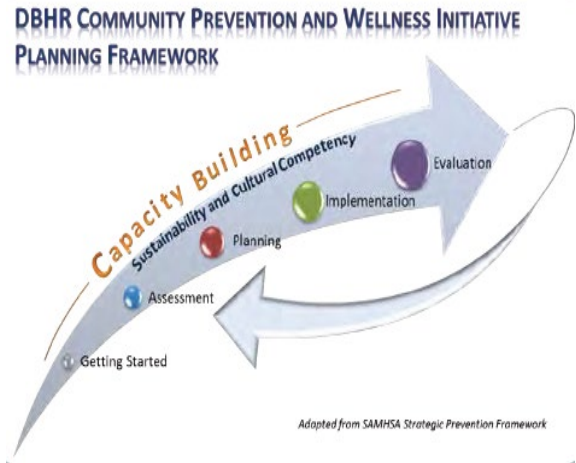 DBHR COMMUNITY PREVENTION AND WELLNESS INITIATIVE
PLANNING FRAMEWORK
Capacity Building
Sustainability and Cultural Competency
Evaluation
Implementation
Planning
Assessment
Getting Started
Adapted from SAMHSA Strategic Prevention Framework